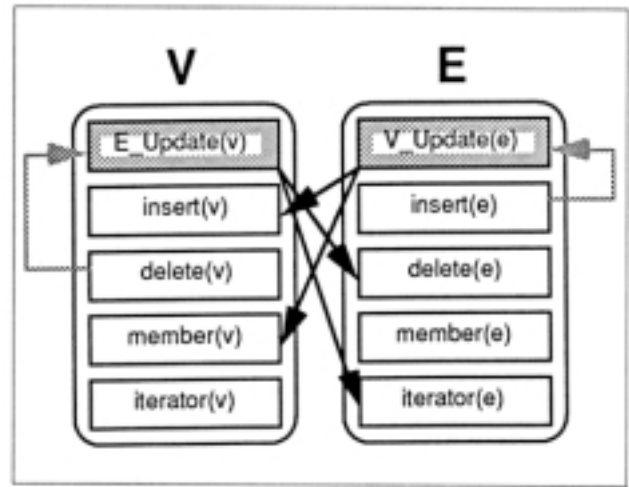 V
E
E_Update(v)
insert(v)
delete(v)
member(v)
iterator(v)
V_Update(e)
insert(e)
delete(e)
member(e)
iterator(e)